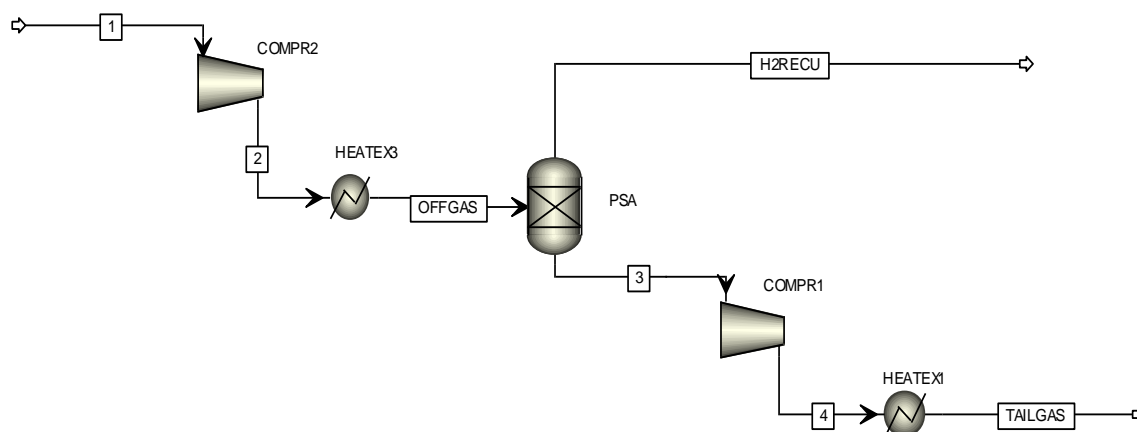 1
COMPR2
H2RECU
2
HEATEX3
OFFGAS
PSA
3
COMPR1
HEATEX1
4
TAILGAS